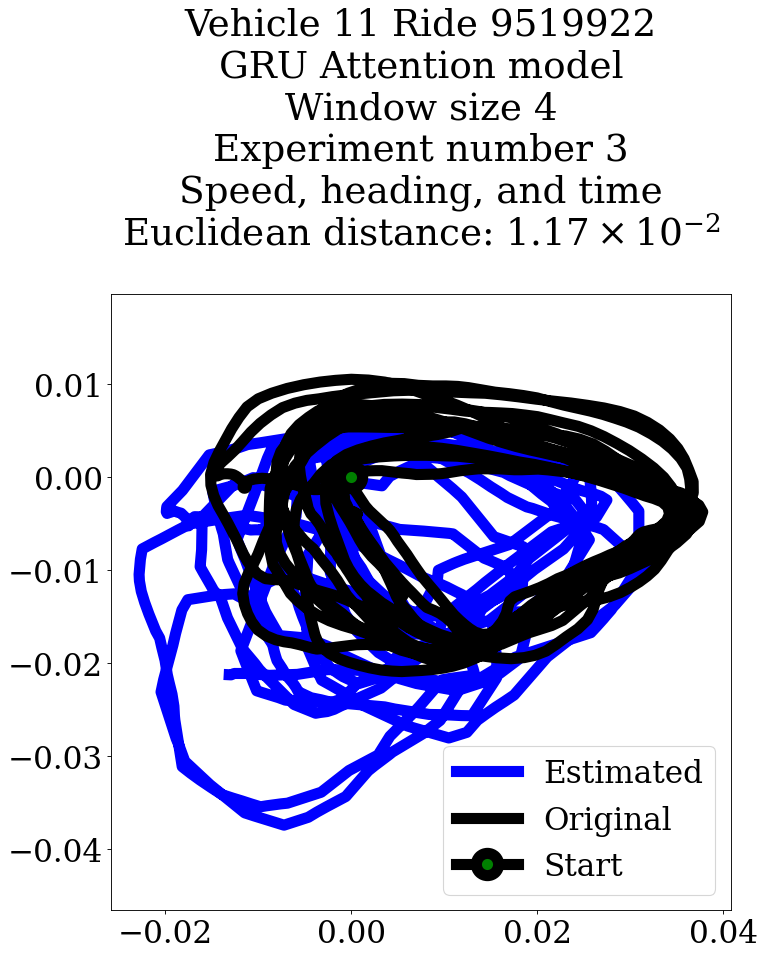 Vehicle 11 Ride 9519922
GRU Attention model
Window size 4
Experiment number 3
Speed, heading, and time
Euclidean distance: 1.17 × 10⁻²
0.01
0.00
−0.01
−0.02
−0.03
−0.04
Estimated
Original
Start
−0.02 0.00 0.02 0.04